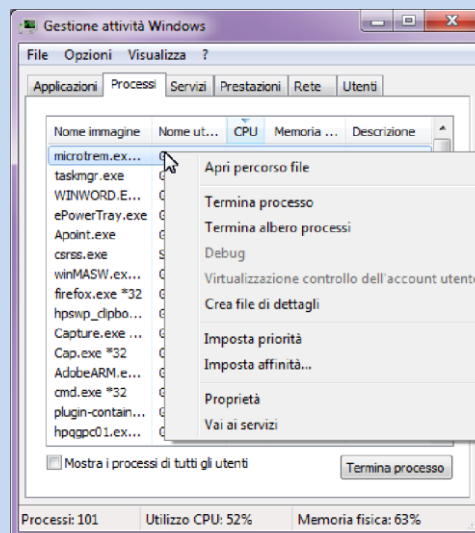 Gestione attività Windows
File Opzioni Visualizza ?
Applicazioni Processi Servizi Prestazioni Rete Utenti
Nome immagine Nome ut... CPU Memoria ... Descrizione
microtrem.ex...
taskmgr.exe
WINWORD.E...
ePowerTray.exe
Apoint.exe
csrss.exe
winMASW.ex...
firefox.exe *32
hpswp_clipbo...
Capture.exe ...
Cap.exe *32
AdobeARM.e...
cmd.exe *32
plugin-contain...
hpqgpc01.ex...
Apri percorso file
Termina processo
Termina albero processi
Debug
Virtualizzazione controllo dell'account utente
Crea file di dettagli
Imposta priorità
Imposta affinità...
Proprietà
Vai ai servizi
Mostra i processi di tutti gli utenti
Termina processo
Processi: 101 Utilizzo CPU: 52% Memoria fisica: 63%